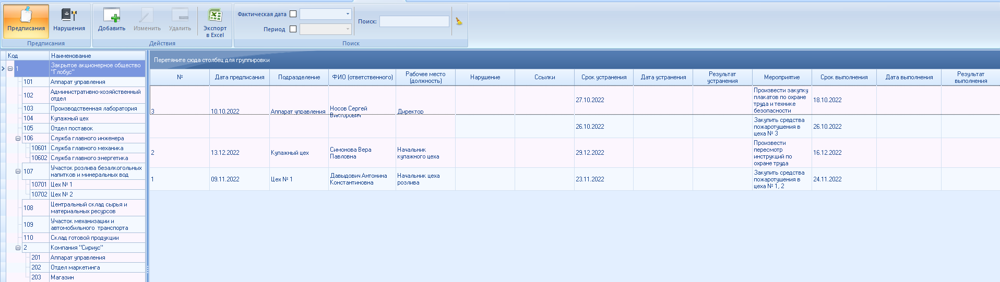 Предписания
Нарушения
Предписания
Добавить
Изменить
Удалить
Экспорт
в Excel
Действия
Фактическая дата
Период
Поиск:
Поиск
Код Наименование
1 Закрытое акционерное общество
"Глобус"
101 Аппарат управления
102 Административно-хозяйственный
отдел
103 Производственная лаборатория
104 Купажный цех
105 Отдел поставок
106 Служба главного инженера
10601 Служба главного механика
10602 Служба главного энергетика
107 Участок розлива безалкогольных
напитков и минеральных вод
10701 Цех № 1
10702 Цех № 2
108 Центральный склад сырья и
материальных ресурсов
109 Участок механизации и
автомобильного транспорта
110 Склад готовой продукции
2 Компания "Сириус"
201 Аппарат управления
202 Отдел маркетинга
203 Магазин
Перетяните сюда столбец для группировки
№
Дата предписания
Подразделение
ФИО (ответственного)
Рабочее место
(должность)
Нарушение
Ссылки
Срок устранения
Дата устранения
Результат
устранения
Мероприятие
Срок выполнения
Дата выполнения
Результат
выполнения
3
10.10.2022
Аппарат управления
Носов Сергей
Викторович
Директор
27.10.2022
Произвести закупку
плакатов по охране
труда и технике
безопасности
18.10.2022
26.10.2022
Закупить средства
пожаротушения в
цеха № 3
26.10.2022
2
13.12.2022
Купажный цех
Симонова Вера
Павловна
Начальник
купажного цеха
29.12.2022
Произвести
пересмотр
инструкций по
охране труда
16.12.2022
1
09.11.2022
Цех № 1
Давыдович Антонина
Константиновна
Начальник цеха
розлива
23.11.2022
Закупить средства
пожаротушения в
цеха № 1, 2
24.11.2022